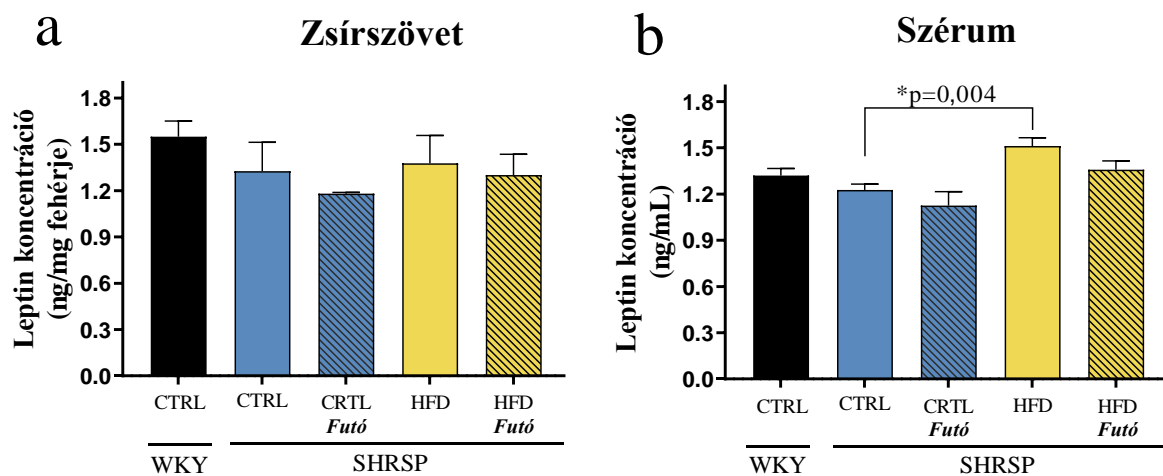 a
Zsírszövet
Leptin koncentráció
(ng/mg fehérje)
1.8
1.5
1.2
0.9
0.6
0.3
0.0
CTRL
CTRL
CRTL
Futó
HFD
HFD
Futó
WKY
SHRSP
b
Szérum
*p=0,004
Leptin koncentráció
(ng/mL)
1.8
1.5
1.2
0.9
0.6
0.3
0.0
CTRL
CTRL
CRTL
Futó
HFD
HFD
Futó
WKY
SHRSP